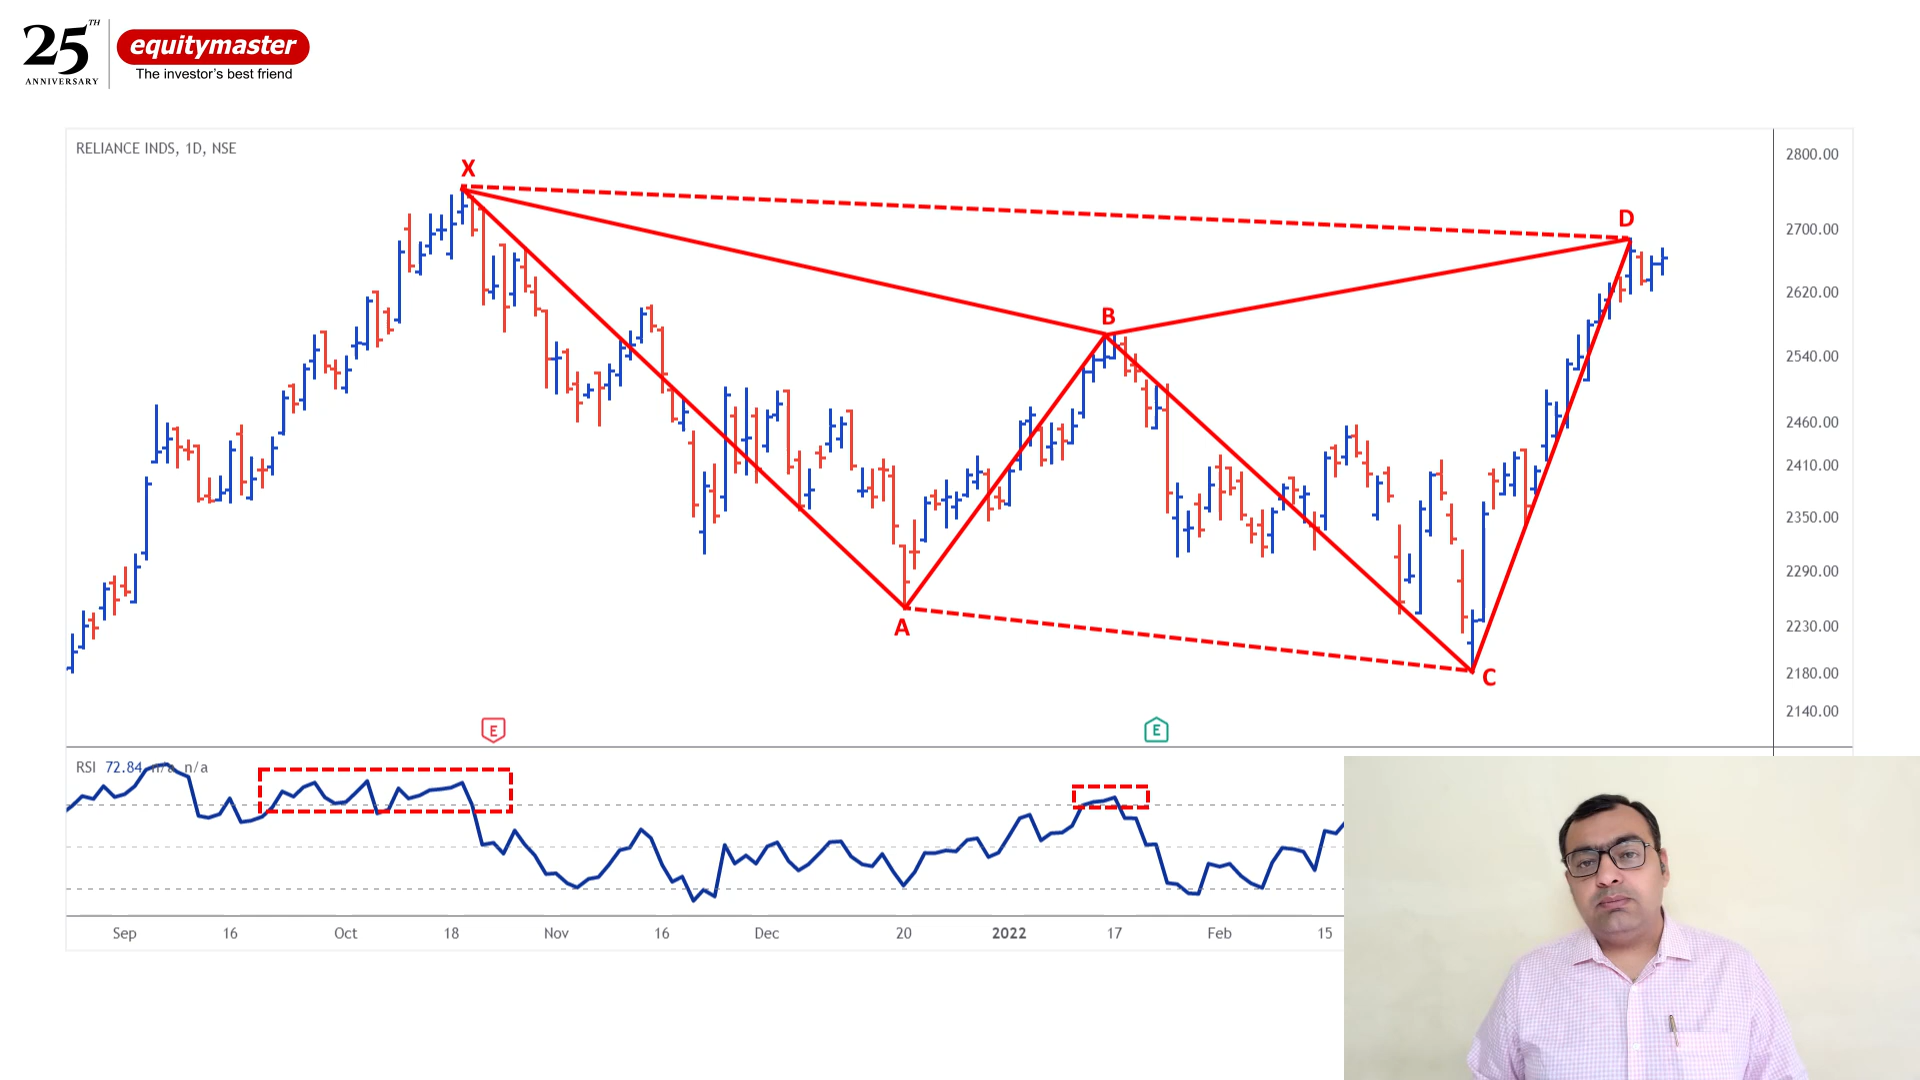 25TH
ANNIVERSARY
equitymaster
The investor's best friend
RELIANCE INDS, 1D, NSE
X
D
B
A
C
2800.00
2700.00
2620.00
2540.00
2460.00
2410.00
2350.00
2290.00
2230.00
2180.00
2140.00
E
E
RSI 72.84 n/a n/a
Sep 16 Oct 18 Nov 16 Dec 20 2022 17 Feb 15